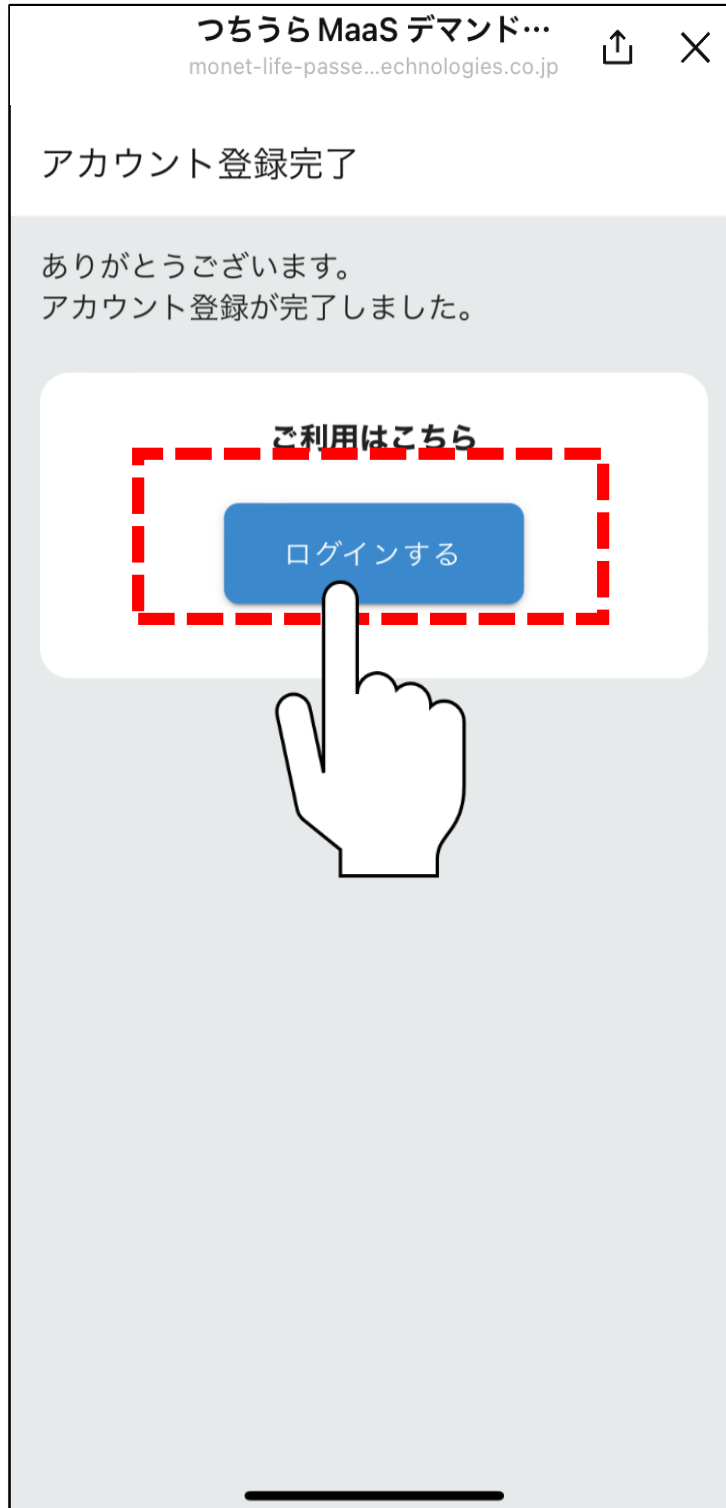 つちうら MaaS デマンド…
monet-life-passe...echnologies.co.jp
アカウント登録完了
ありがとうございます。
アカウント登録が完了しました。
ご利用はこちら
ログインする